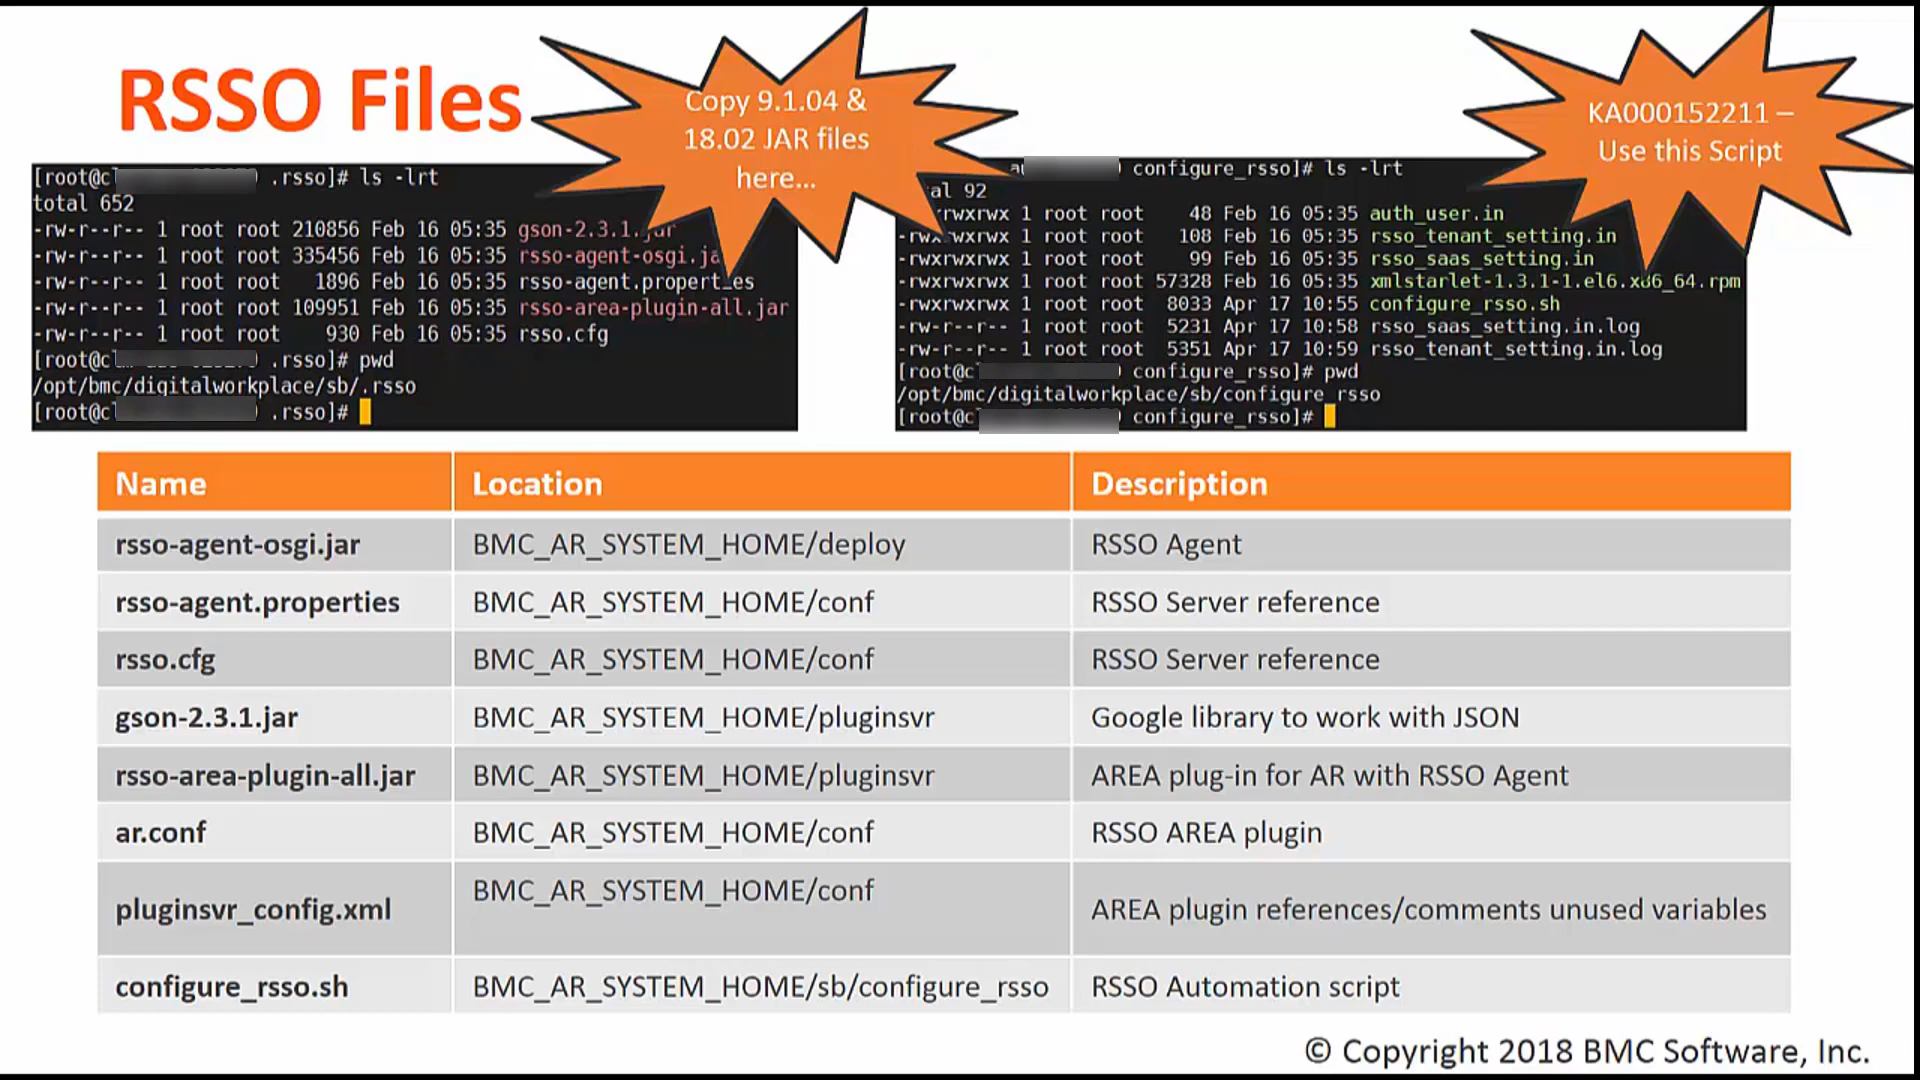 RSSO Files
Copy 9.1.04 &
18.02 JAR files
here...
KA000152211 –
Use this Script
[root@c .rsso]# ls -lrt
total 652
-rw-r--r-- 1 root root 210856 Feb 16 05:35 gson-2.3.1.jar
-rw-r--r-- 1 root root 335456 Feb 16 05:35 rsso-agent-osgi.ja
-rw-r--r-- 1 root root 1896 Feb 16 05:35 rsso-agent.properties
-rw-r--r-- 1 root root 109951 Feb 16 05:35 rsso-area-plugin-all.jar
-rw-r--r-- 1 root root 930 Feb 16 05:35 rsso.cfg
[root@cl .rsso]# pwd
/opt/bmc/digitalworkplace/sb/.rsso
[root@c .rsso]#
configure_rsso]# ls -lrt
al 92
rwxrwx 1 root root 48 Feb 16 05:35 auth_user.in
-rwxrwxrwx 1 root root 108 Feb 16 05:35 rsso_tenant_setting.in
-rwxrwxrwx 1 root root 99 Feb 16 05:35 rsso_saas_setting.in
-rwxrwxrwx 1 root root 57328 Feb 16 05:35 xmlstarlet-1.3.1-1.el6.x86_64.rpm
-rwxrwxrwx 1 root root 8033 Apr 17 10:55 configure_rsso.sh
-rw-r--r-- 1 root root 5231 Apr 17 10:58 rsso_saas_setting.in.log
-rw-r--r-- 1 root root 5351 Apr 17 10:59 rsso_tenant_setting.in.log
[root@c configure_rsso]# pwd
/opt/bmc/digitalworkplace/sb/configure_rsso
[root@c configure_rsso]#
Name Location Description
rsso-agent-osgi.jar BMC_AR_SYSTEM_HOME/deploy RSSO Agent
rsso-agent.properties BMC_AR_SYSTEM_HOME/conf RSSO Server reference
rsso.cfg BMC_AR_SYSTEM_HOME/conf RSSO Server reference
gson-2.3.1.jar BMC_AR_SYSTEM_HOME/pluginsvr Google library to work with JSON
rsso-area-plugin-all.jar BMC_AR_SYSTEM_HOME/pluginsvr AREA plug-in for AR with RSSO Agent
ar.conf BMC_AR_SYSTEM_HOME/conf RSSO AREA plugin
pluginsvr_config.xml BMC_AR_SYSTEM_HOME/conf AREA plugin references/comments unused variables
configure_rsso.sh BMC_AR_SYSTEM_HOME/sb/configure_rsso RSSO Automation script
© Copyright 2018 BMC Software, Inc.